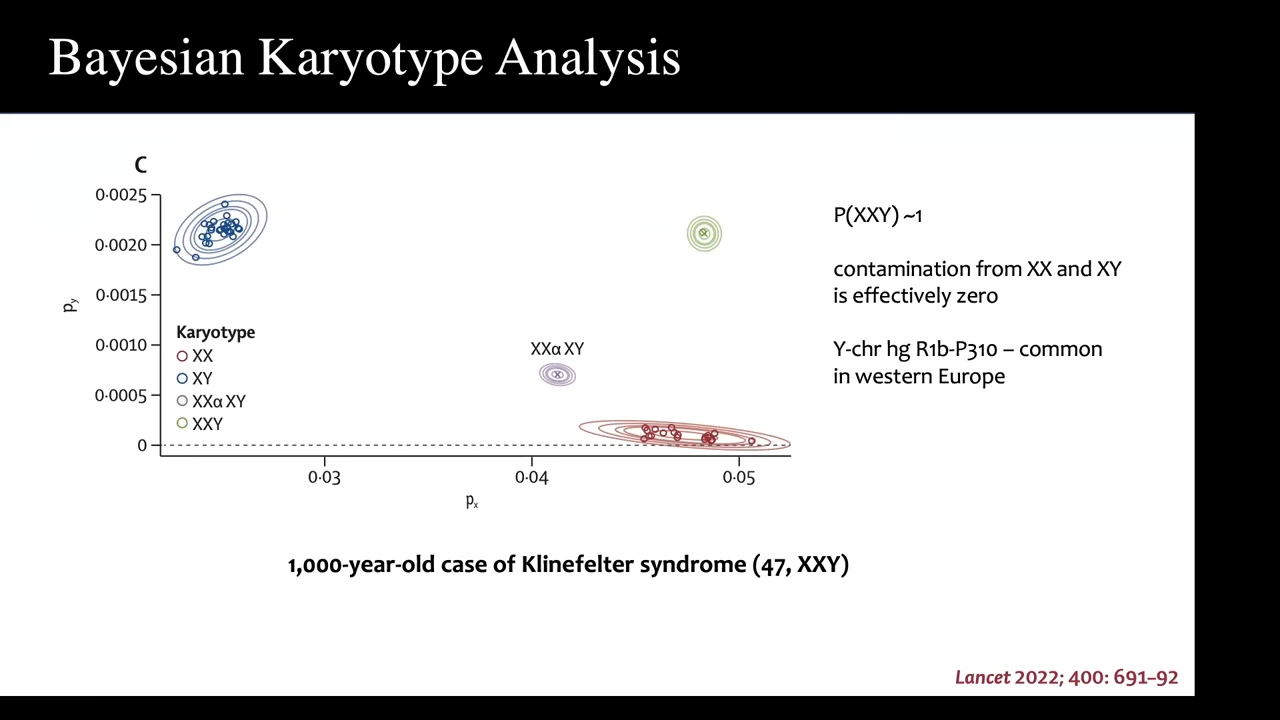 Bayesian Karyotype Analysis
C
0·0025
0·0020
0·0015
0·0010
0·0005
0
py
Karyotype
XX
XY
XXα XY
XXY
XXα XY
0·03
0·04
0·05
px
P(XXY) ~1
contamination from XX and XY
is effectively zero
Y-chr hg R1b-P310 – common
in western Europe
1,000-year-old case of Klinefelter syndrome (47, XXY)
Lancet 2022; 400: 691–92